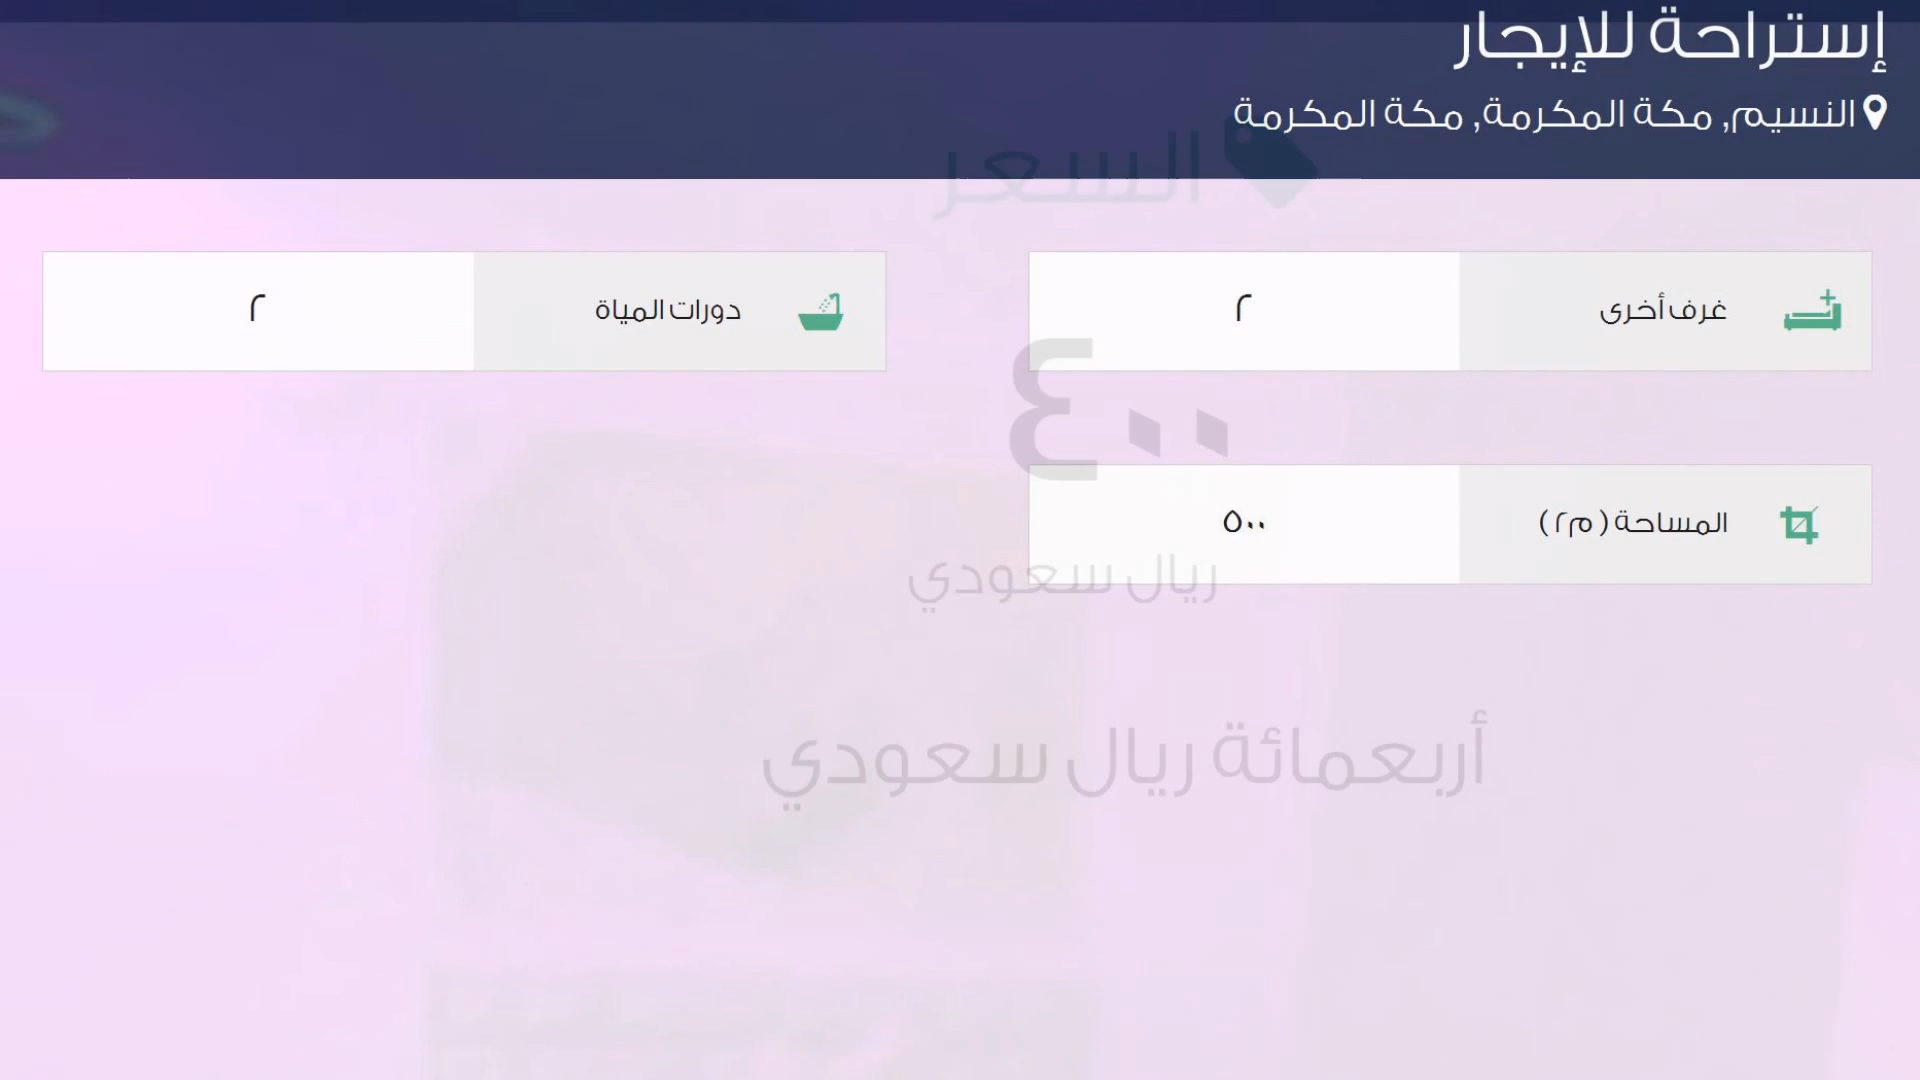 إستراحة للإيجار
النسيم, مكة المكرمة, مكة المكرمة
السعر
غرف أخرى
٢
دورات المياة
٢
٤٠٠
المساحة (م٢)
٥٠٠
ريال سعودي
أربعمائة ريال سعودي